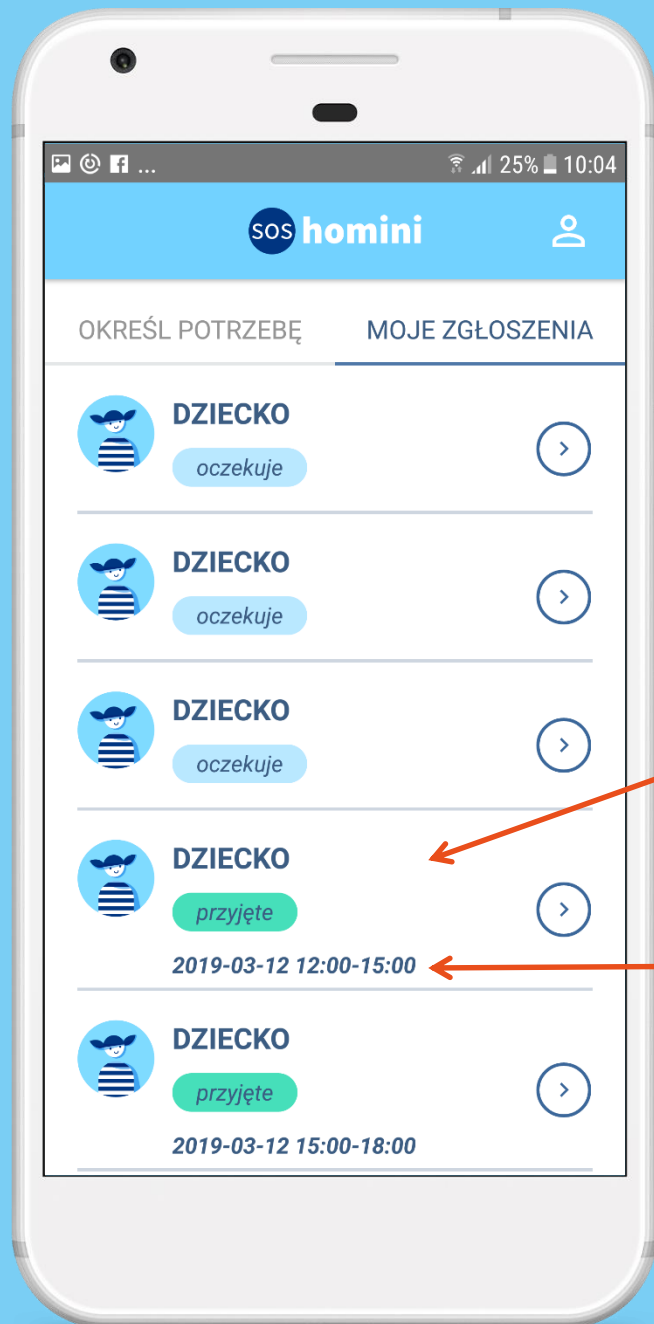 ... 25% 10:04
sos homini
OKREŚL POTRZEBĘ MOJE ZGŁOSZENIA
DZIECKO
oczekuje
DZIECKO
oczekuje
DZIECKO
oczekuje
DZIECKO
przyjęte
2019-03-12 12:00-15:00
DZIECKO
przyjęte
2019-03-12 15:00-18:00